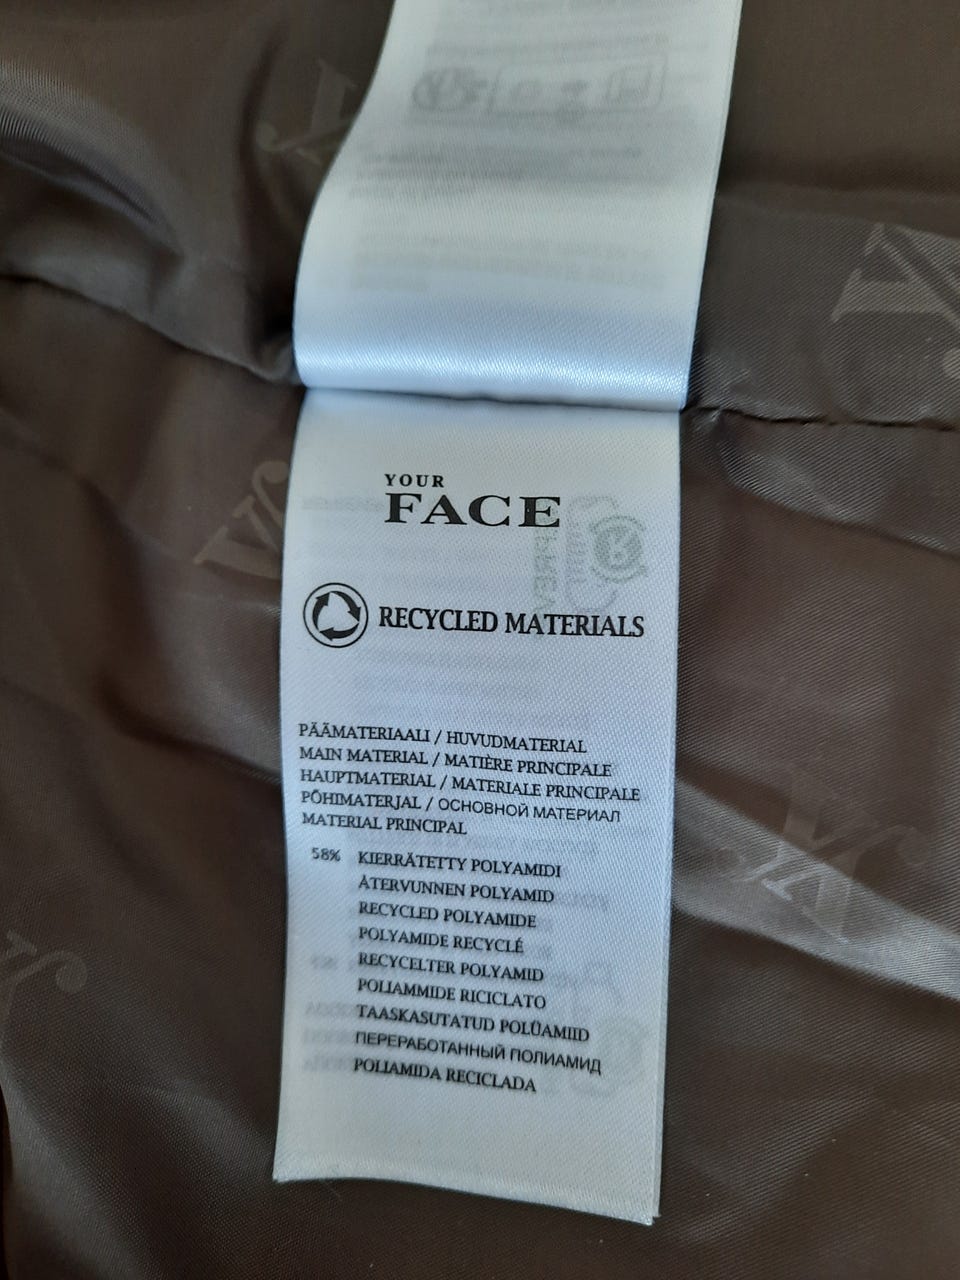 YOUR
FACE
RECYCLED MATERIALS
PÄÄMATERIAALI / HUVUDMATERIAL
MAIN MATERIAL / MATIÈRE PRINCIPALE
HAUPTMATERIAL / MATERIALE PRINCIPALE
PÕHIMATERJAL / ОСНОВНОЙ МАТЕРИАЛ
MATERIAL PRINCIPAL
58% KIERRÄTETTY POLYAMIDI
ÅTERVUNNEN POLYAMID
RECYCLED POLYAMIDE
POLYAMIDE RECYCLÉ
RECYCELTER POLYAMID
POLIAMMIDE RICICLATO
TAASKASUTATUD POLÜAMIID
ПЕРЕРАБОТАННЫЙ ПОЛИАМИД
POLIAMIDA RECICLADA